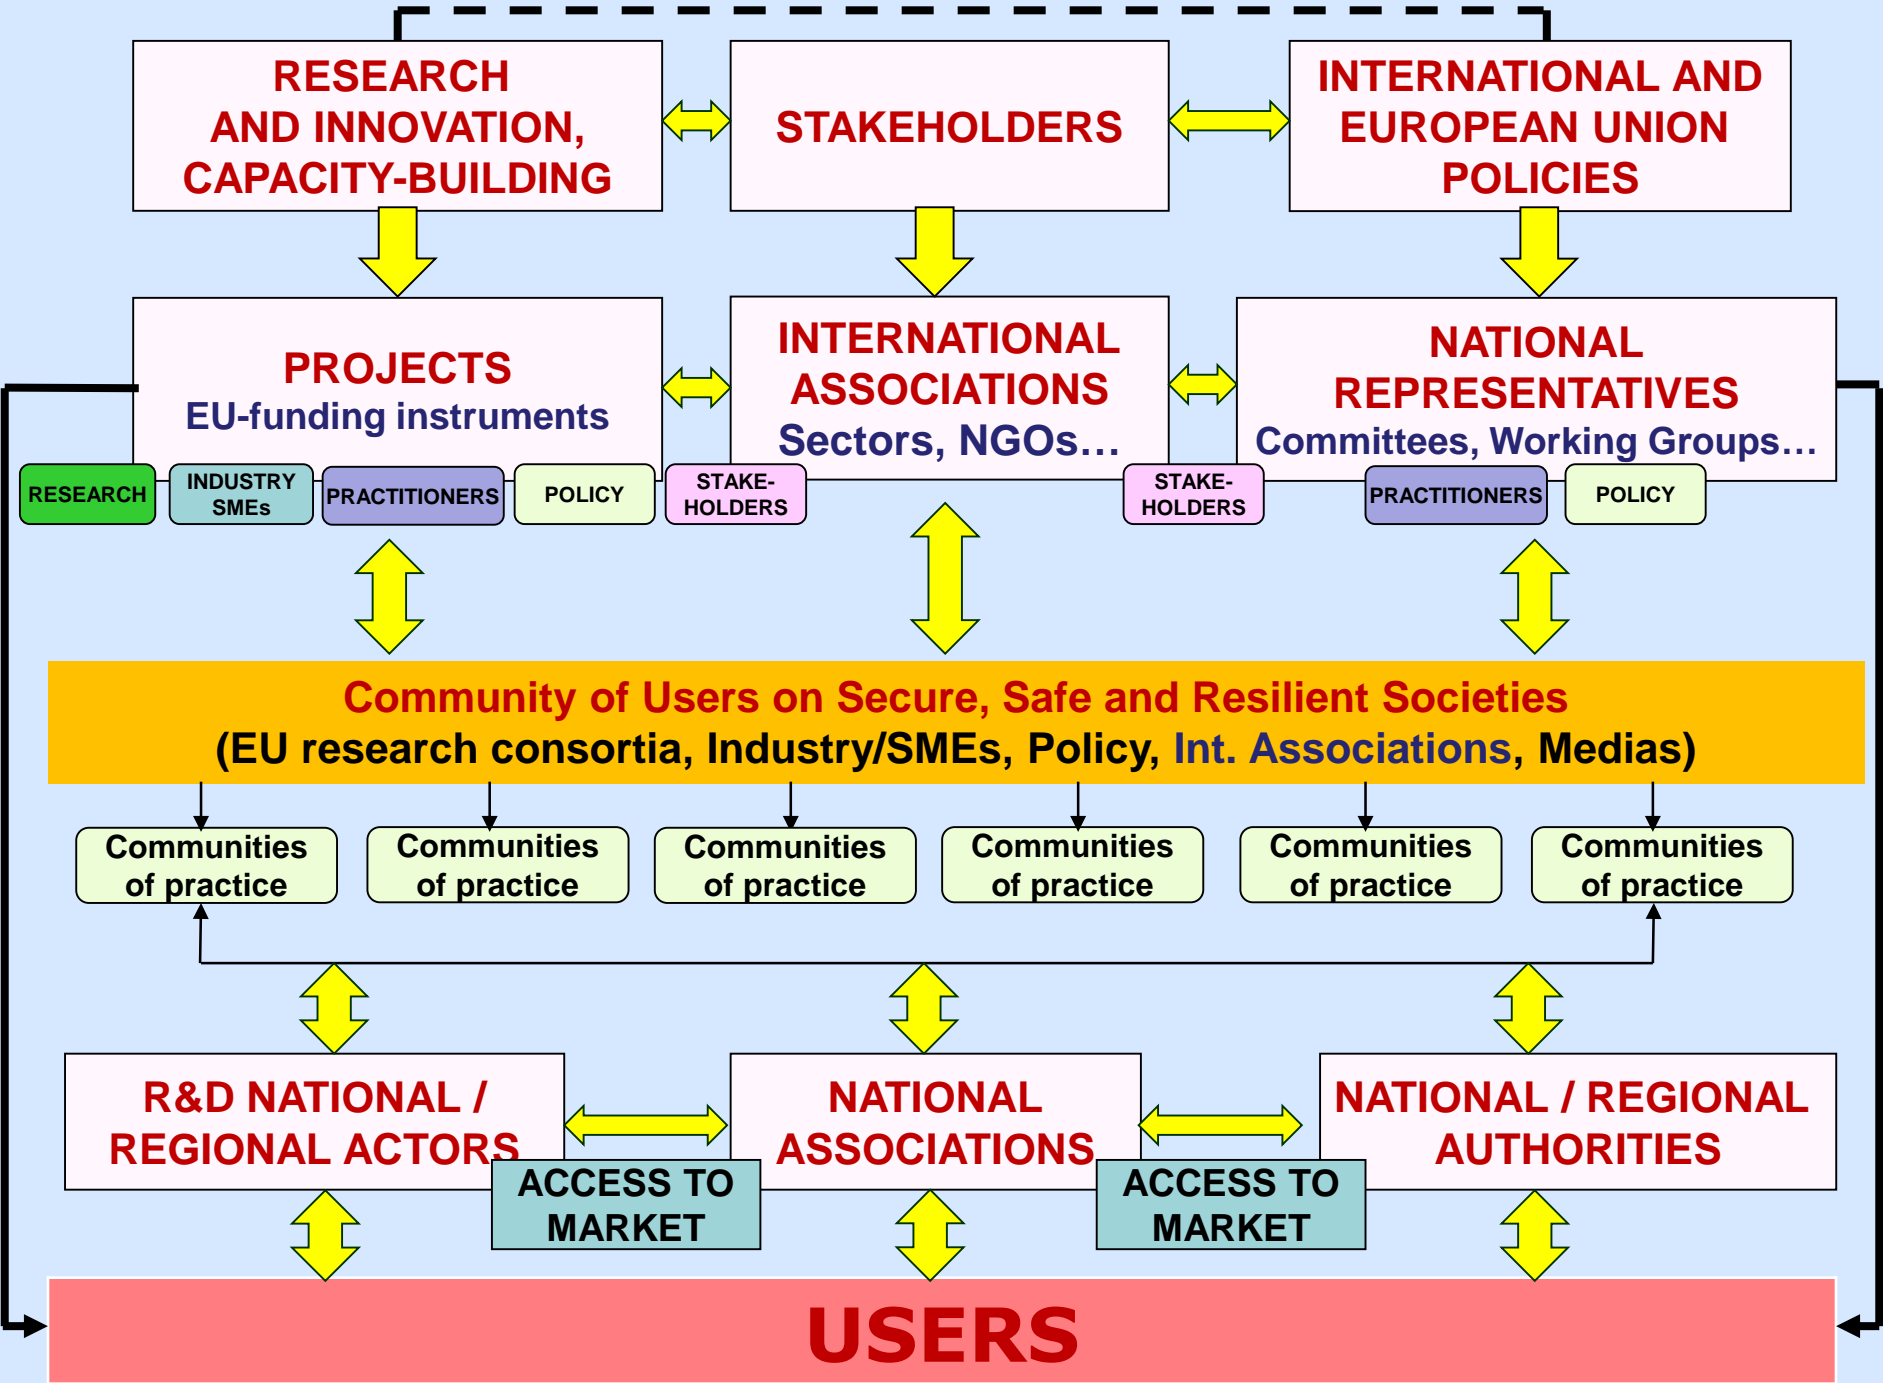 RESEARCH
AND INNOVATION,
CAPACITY-BUILDING
STAKEHOLDERS
INTERNATIONAL AND
EUROPEAN UNION
POLICIES
PROJECTS
EU-funding instruments
INTERNATIONAL
ASSOCIATIONS
Sectors, NGOs…
NATIONAL
REPRESENTATIVES
Committees, Working Groups…
RESEARCH
INDUSTRY
SMEs
PRACTITIONERS
POLICY
STAKE-
HOLDERS
STAKE-
HOLDERS
PRACTITIONERS
POLICY
Community of Users on Secure, Safe and Resilient Societies
(EU research consortia, Industry/SMEs, Policy, Int. Associations, Medias)
Communities
of practice
Communities
of practice
Communities
of practice
Communities
of practice
Communities
of practice
Communities
of practice
R&D NATIONAL /
REGIONAL ACTORS
NATIONAL
ASSOCIATIONS
NATIONAL / REGIONAL
AUTHORITIES
ACCESS TO
MARKET
ACCESS TO
MARKET
USERS